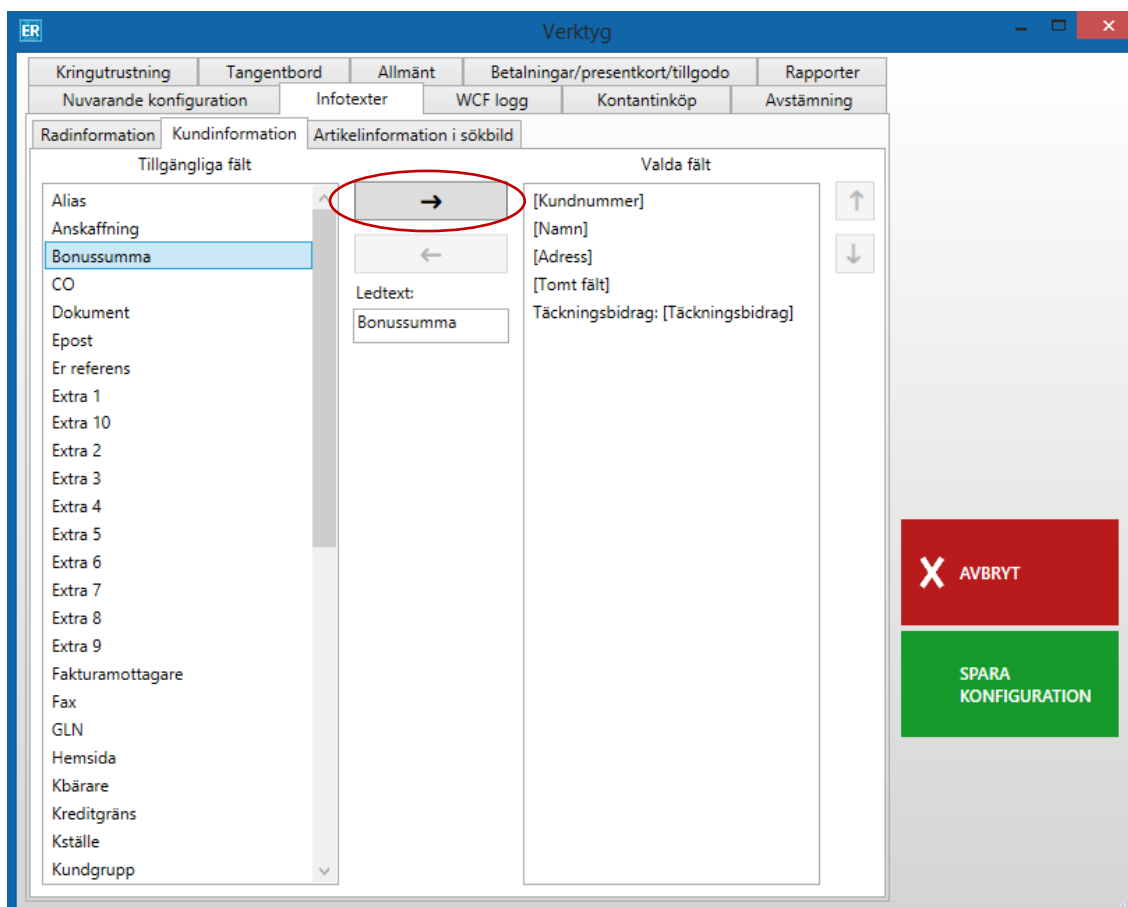 ER
Verktyg
Kringutrustning Tangentbord Allmänt Betalningar/presentkort/tillgodo Rapporter
Nuvarande konfiguration Infotexter WCF logg Kontantinköp Avstämning
Radinformation Kundinformation Artikelinformation i sökbild
Tillgängliga fält
Alias
Anskaffning
Bonussumma
CO
Dokument
Epost
Er referens
Extra 1
Extra 10
Extra 2
Extra 3
Extra 4
Extra 5
Extra 6
Extra 7
Extra 8
Extra 9
Fakturamottagare
Fax
GLN
Hemsida
Kbärare
Kreditgräns
Kställe
Kundgrupp
→
←
Ledtext:
Bonussumma
Valda fält
[Kundnummer]
[Namn]
[Adress]
[Tomt fält]
Täckningsbidrag: [Täckningsbidrag]
↑
↓
X AVBRYT
SPARA
KONFIGURATION